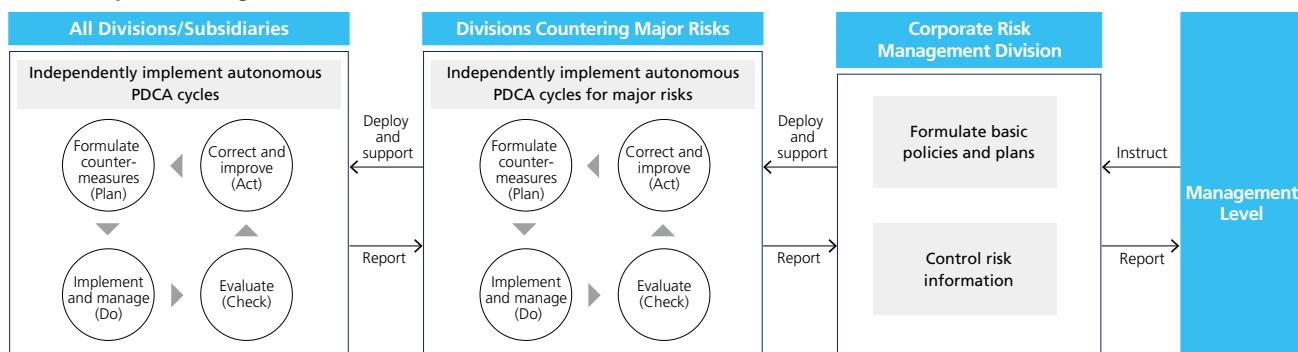 All Divisions/Subsidiaries
Independently implement autonomous
PDCA cycles
Formulate
counter-
measures
(Plan)
Correct and
improve
(Act)
Implement
and manage
(Do)
Evaluate
(Check)
Deploy
and
support
Report
Divisions Countering Major Risks
Independently implement autonomous
PDCA cycles for major risks
Formulate
counter-
measures
(Plan)
Correct and
improve
(Act)
Implement
and manage
(Do)
Evaluate
(Check)
Deploy
and
support
Report
Corporate Risk
Management Division
Formulate basic
policies and plans
Control risk
information
Instruct
Report
Management
Level